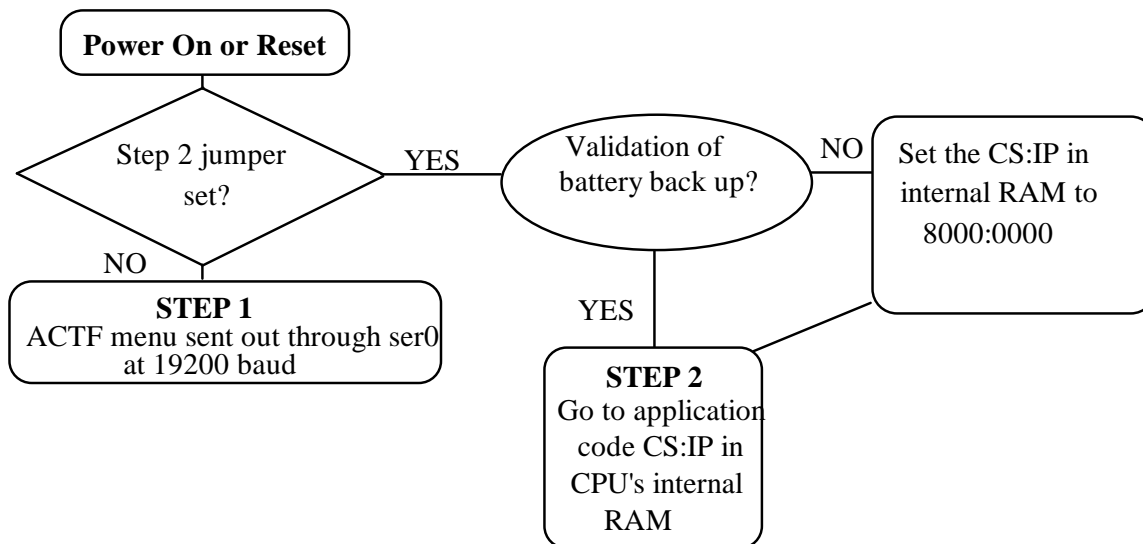 Power On or Reset
Step 2 jumper
set?
YES
Validation of
battery back up?
NO
Set the CS:IP in
internal RAM to
8000:0000
NO
STEP 1
ACTF menu sent out through ser0
at 19200 baud
YES
STEP 2
Go to application
code CS:IP in
CPU's internal
RAM